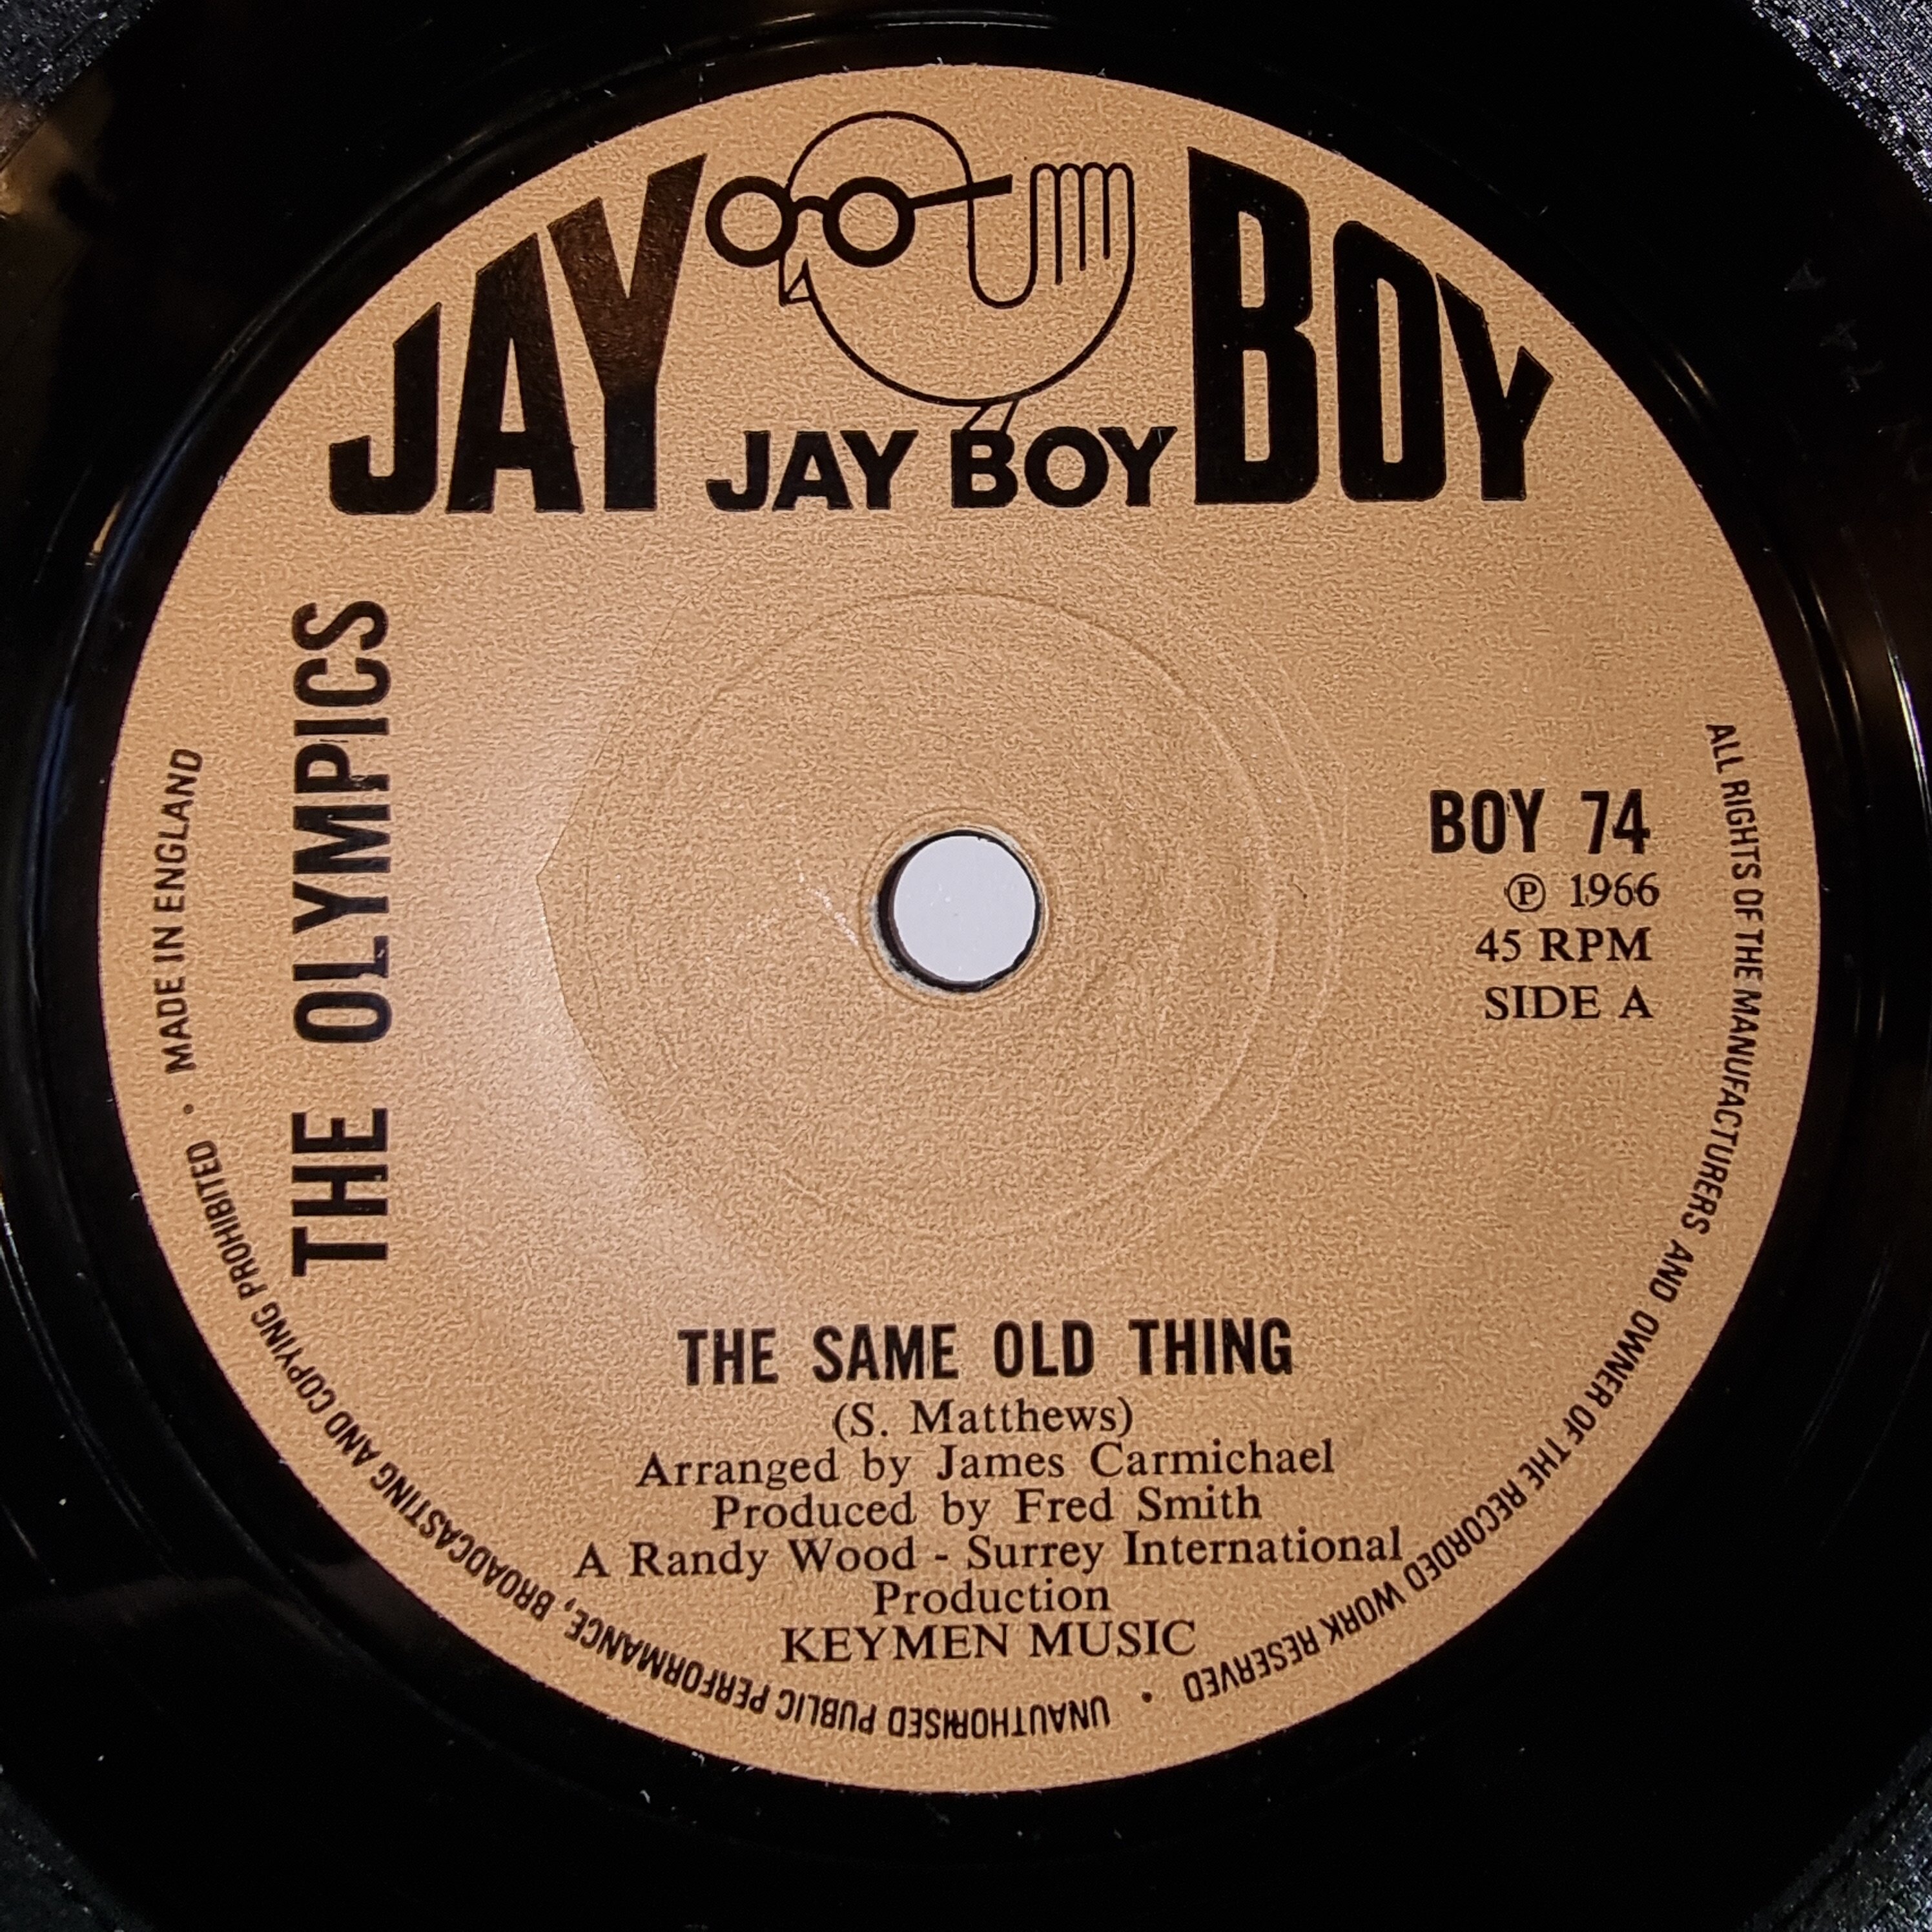 JAY BOY
JAY BOY
THE OLYMPICS
BOY 74
Ⓟ 1966
45 RPM
SIDE A
THE SAME OLD THING
(S. Matthews)
Arranged by James Carmichael
Produced by Fred Smith
A Randy Wood - Surrey International
Production
KEYMEN MUSIC
ALL RIGHTS OF THE MANUFACTURERS AND OWNER OF THE RECORDED WORK RESERVED • UNAUTHORISED PUBLIC PERFORMANCE, BROADCASTING AND COPYING PROHIBITED • MADE IN ENGLAND